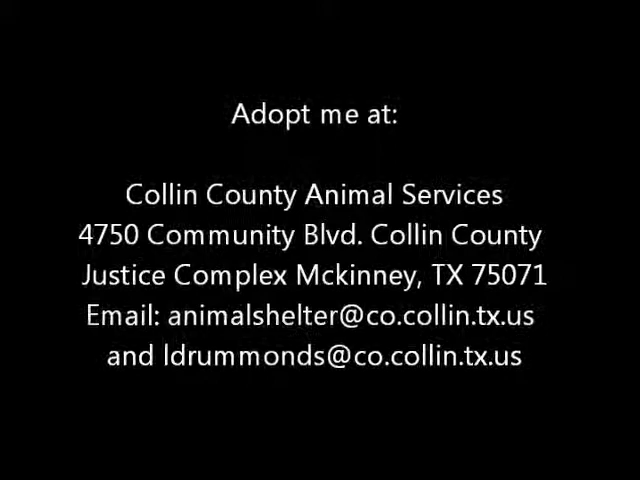 Adopt me at:
Collin County Animal Services
4750 Community Blvd. Collin County
Justice Complex Mckinney, TX 75071
Email: animalshelter@co.collin.tx.us
and ldrummonds@co.collin.tx.us